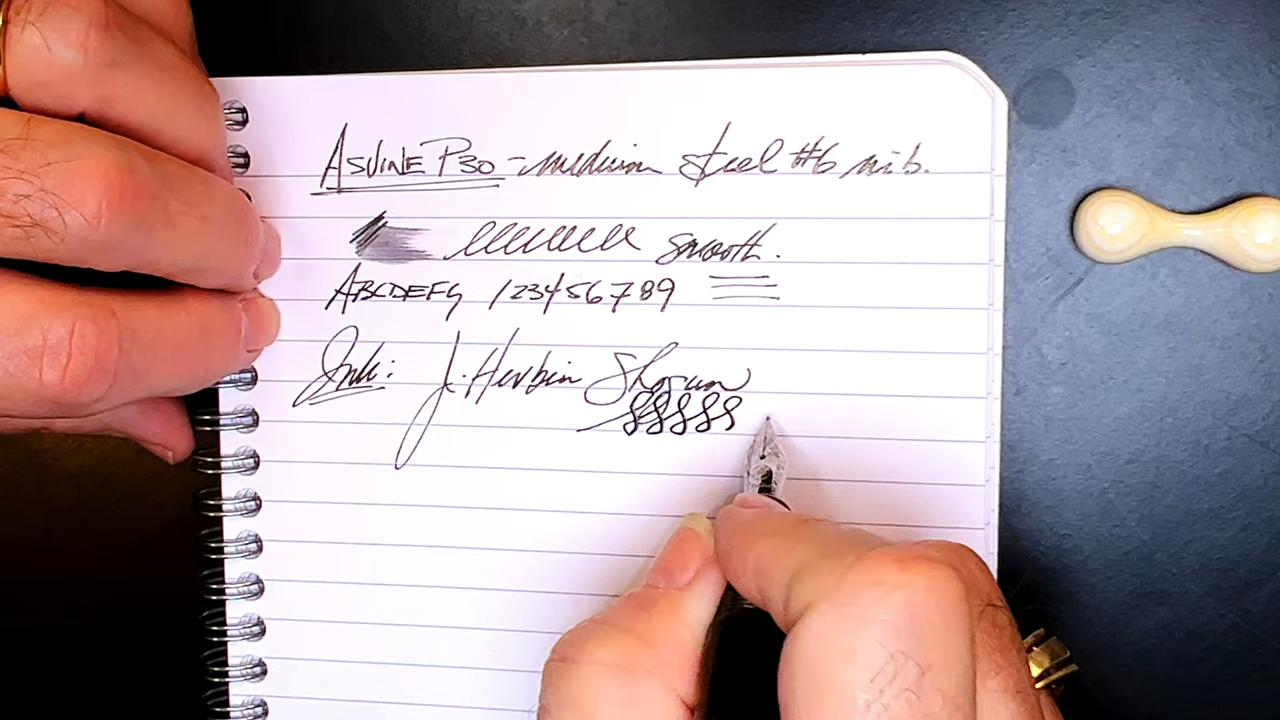 ASVINE P30 - medium steel #6 nib.
smooth.
ABCDEFG 123456789
Ink: J. Herbin Shogun